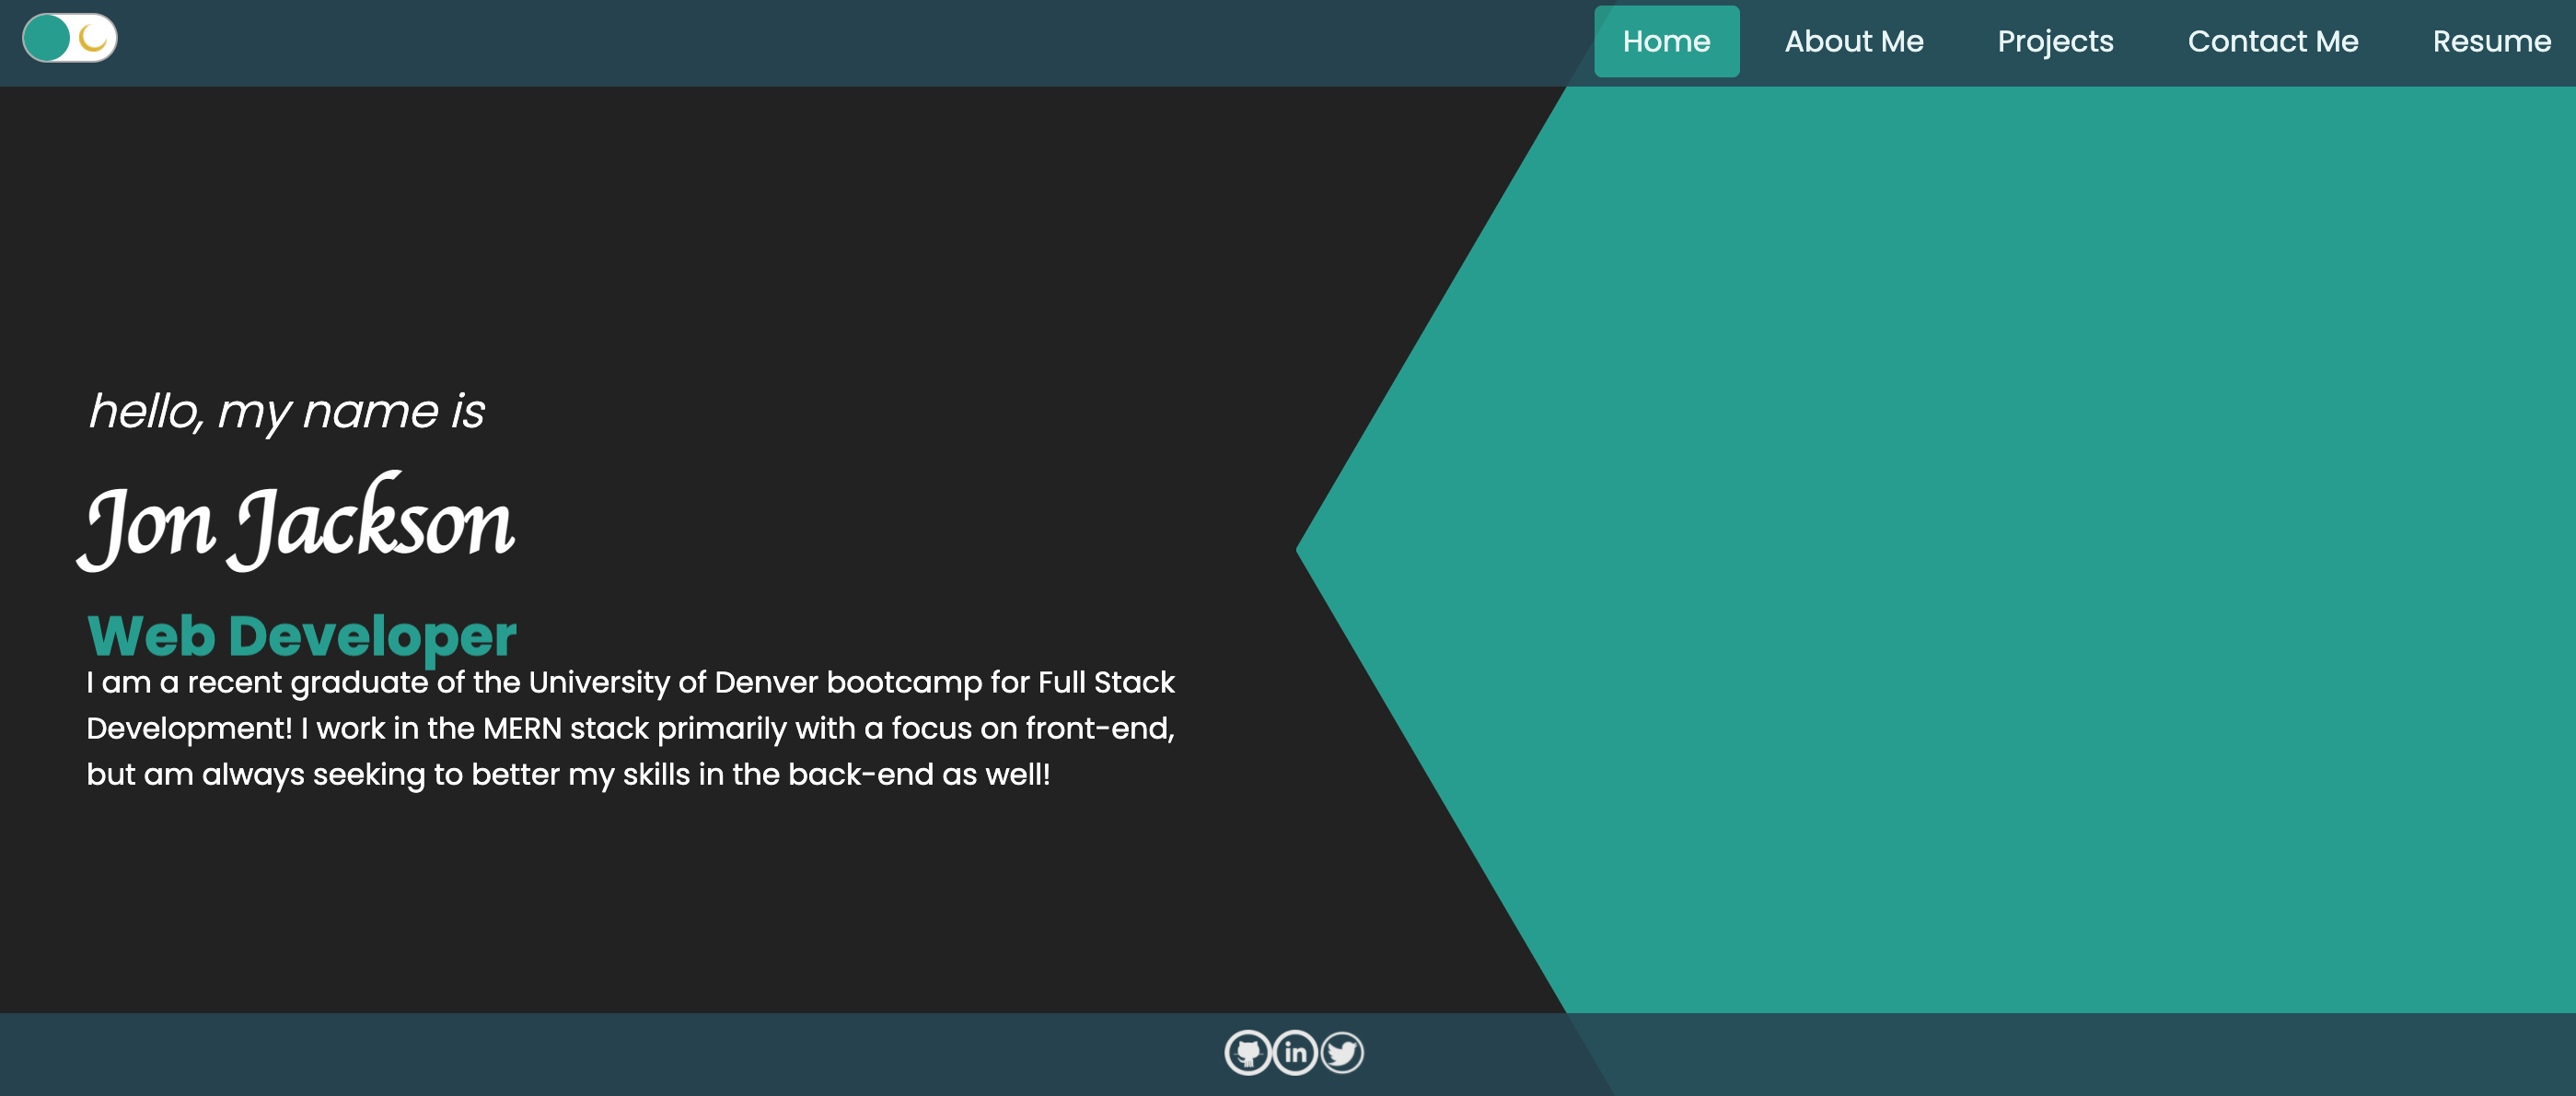 Home About Me Projects Contact Me Resume
hello, my name is
Jon Jackson
Web Developer
I am a recent graduate of the University of Denver bootcamp for Full Stack
Development! I work in the MERN stack primarily with a focus on front-end,
but am always seeking to better my skills in the back-end as well!
in